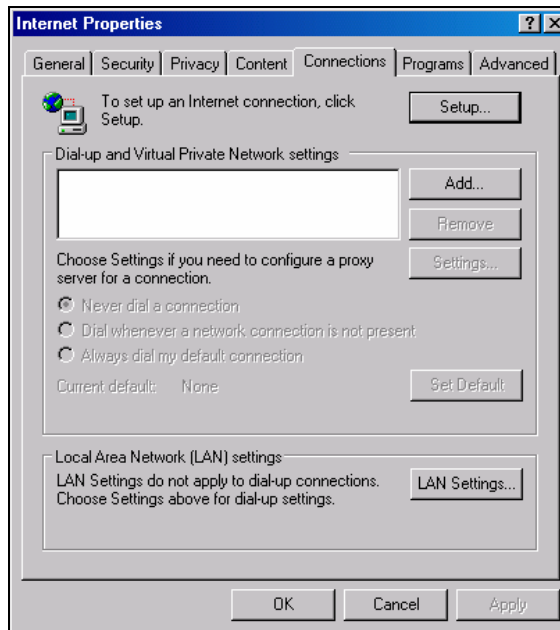 Internet Properties
General Security Privacy Content Connections Programs Advanced
To set up an Internet connection, click
Setup.
Setup...
Dial-up and Virtual Private Network settings
Add...
Remove
Choose Settings if you need to configure a proxy
server for a connection.
Settings...
Never dial a connection
Dial whenever a network connection is not present
Always dial my default connection
Current default: None
Set Default
Local Area Network (LAN) settings
LAN Settings do not apply to dial-up connections.
Choose Settings above for dial-up settings.
LAN Settings...
OK Cancel Apply